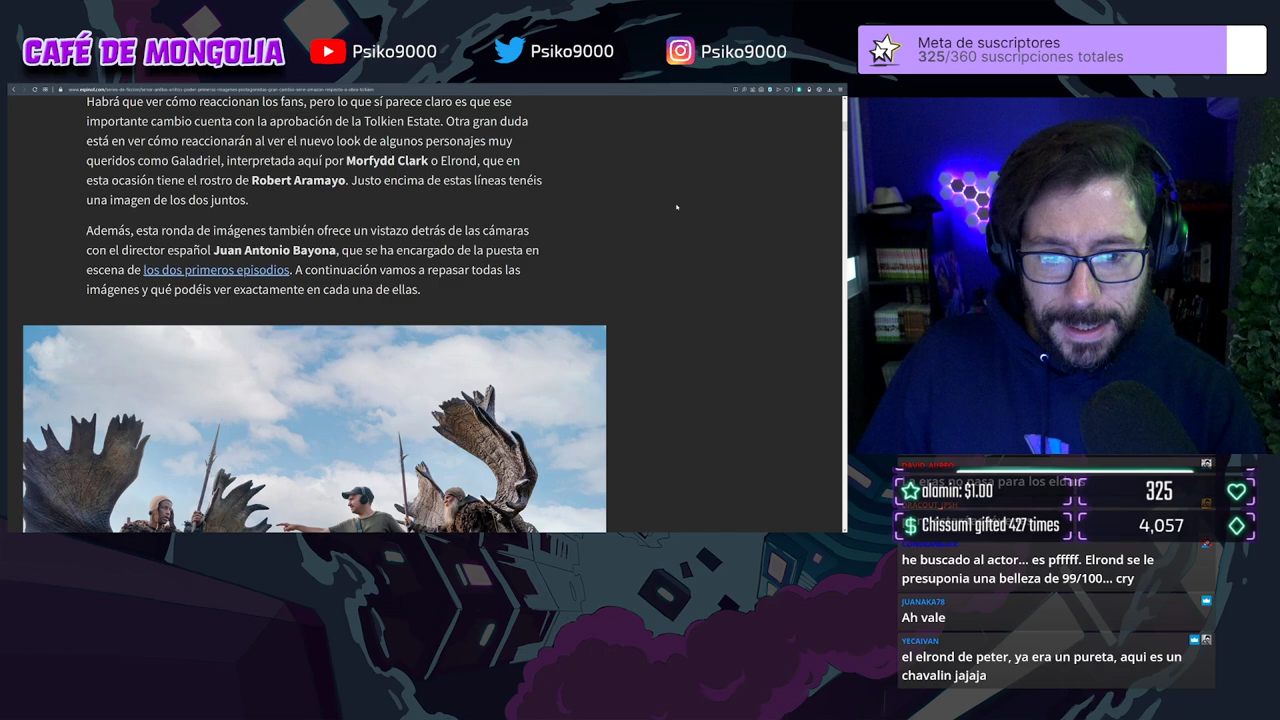 CAFÉ DE MONGOLIA
Psiko9000
Psiko9000
Psiko9000
Meta de suscriptores
325/360 suscripciones totales
Habrá que ver cómo reaccionan los fans, pero lo que sí parece claro es que ese
importante cambio cuenta con la aprobación de la Tolkien Estate. Otra gran duda
está en ver cómo reaccionarán al ver el nuevo look de algunos personajes muy
queridos como Galadriel, interpretada aquí por Morfydd Clark o Elrond, que en
esta ocasión tiene el rostro de Robert Aramayo. Justo encima de estas líneas tenéis
una imagen de los dos juntos.
Además, esta ronda de imágenes también ofrece un vistazo detrás de las cámaras
con el director español Juan Antonio Bayona, que se ha encargado de la puesta en
escena de los dos primeros episodios. A continuación vamos a repasar todas las
imágenes y qué podéis ver exactamente en cada una de ellas.
alamin: $1.00
325
Chissum! gifted 427 times
4,057
he buscado al actor... es pfffff. Elrond se le
presuponia una belleza de 99/100... cry
JUANAKA78
Ah vale
YECAIVAN
el elrond de peter, ya era un pureta, aqui es un
chavalin jajaja